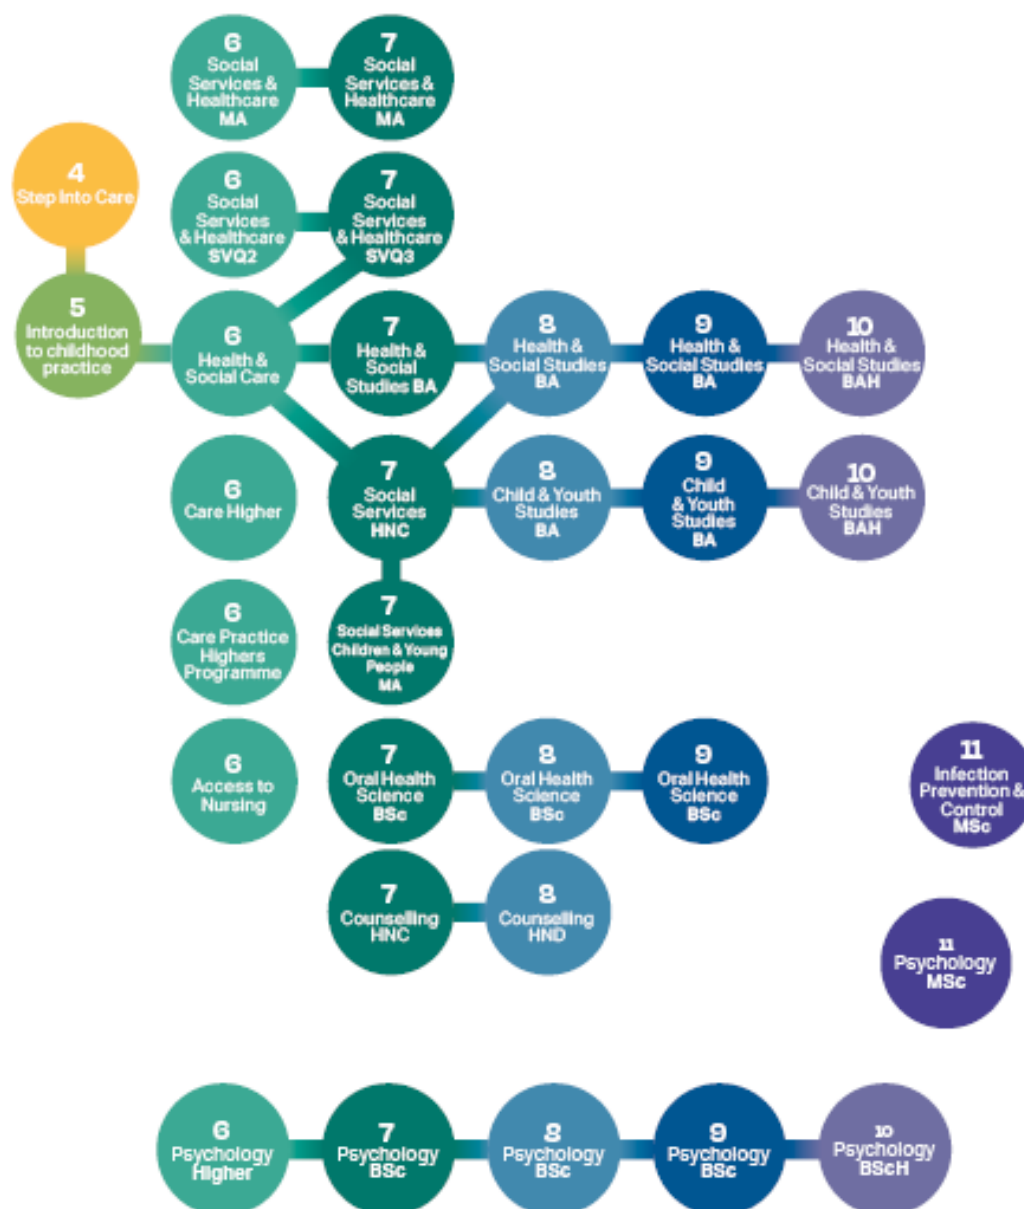 6
Social
Services &
Healthcare
MA
7
Social
Services &
Healthcare
MA
4
Step Into Care
6
Social
Services
& Healthcare
SVQ2
7
Social
Services
& Healthcare
SVQ3
5
Introduction
to childhood
practice
6
Health &
Social Care
7
Health &
Social
Studies BA
8
Health &
Social Studies
BA
9
Health &
Social Studies
BA
10
Health &
Social Studies
BAH
6
Care Higher
7
Social
Services
HNC
8
Child & Youth
Studies
BA
9
Child
& Youth
Studies
BA
10
Child & Youth
Studies
BAH
6
Care Practice
Highers
Programme
7
Social Services
Children & Young
People
MA
6
Access to
Nursing
7
Oral Health
Science
BSc
8
Oral Health
Science
BSc
9
Oral Health
Science
BSc
11
Infection
Prevention &
Control
MSc
7
Counselling
HNC
8
Counselling
HND
11
Psychology
MSc
6
Psychology
Higher
7
Psychology
BSc
8
Psychology
BSc
9
Psychology
BSc
10
Psychology
BScH